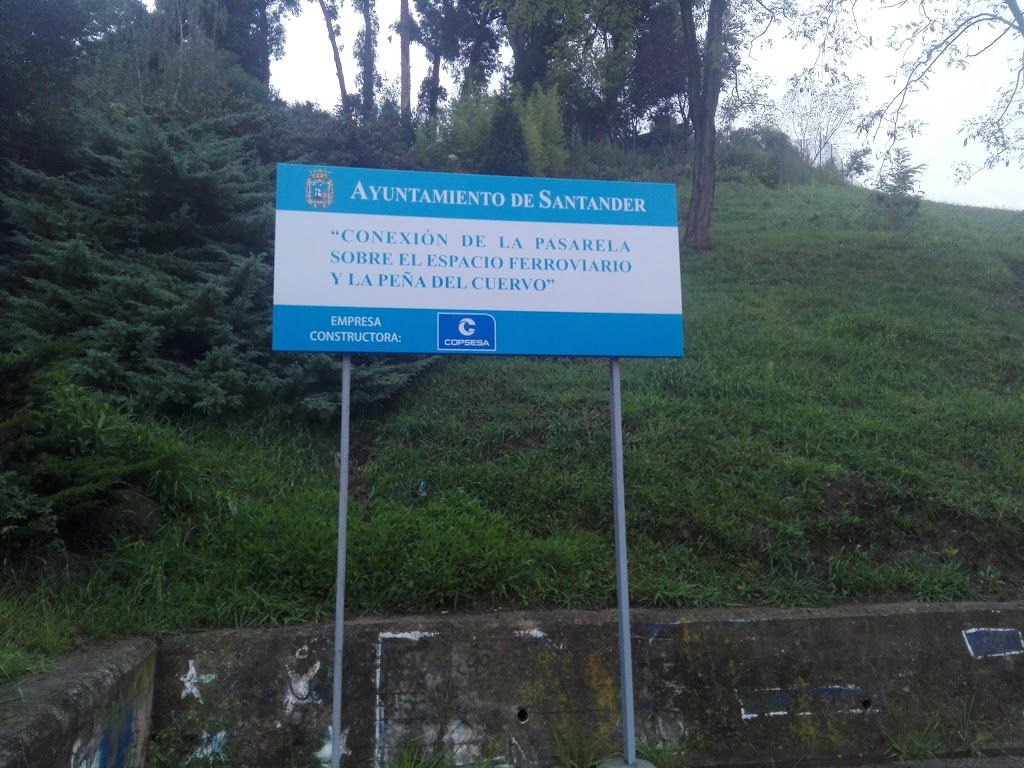 AYUNTAMIENTO DE SANTANDER
“CONEXIÓN DE LA PASARELA
SOBRE EL ESPACIO FERROVIARIO
Y LA PEÑA DEL CUERVO”
EMPRESA
CONSTRUCTORA:
COPSESA